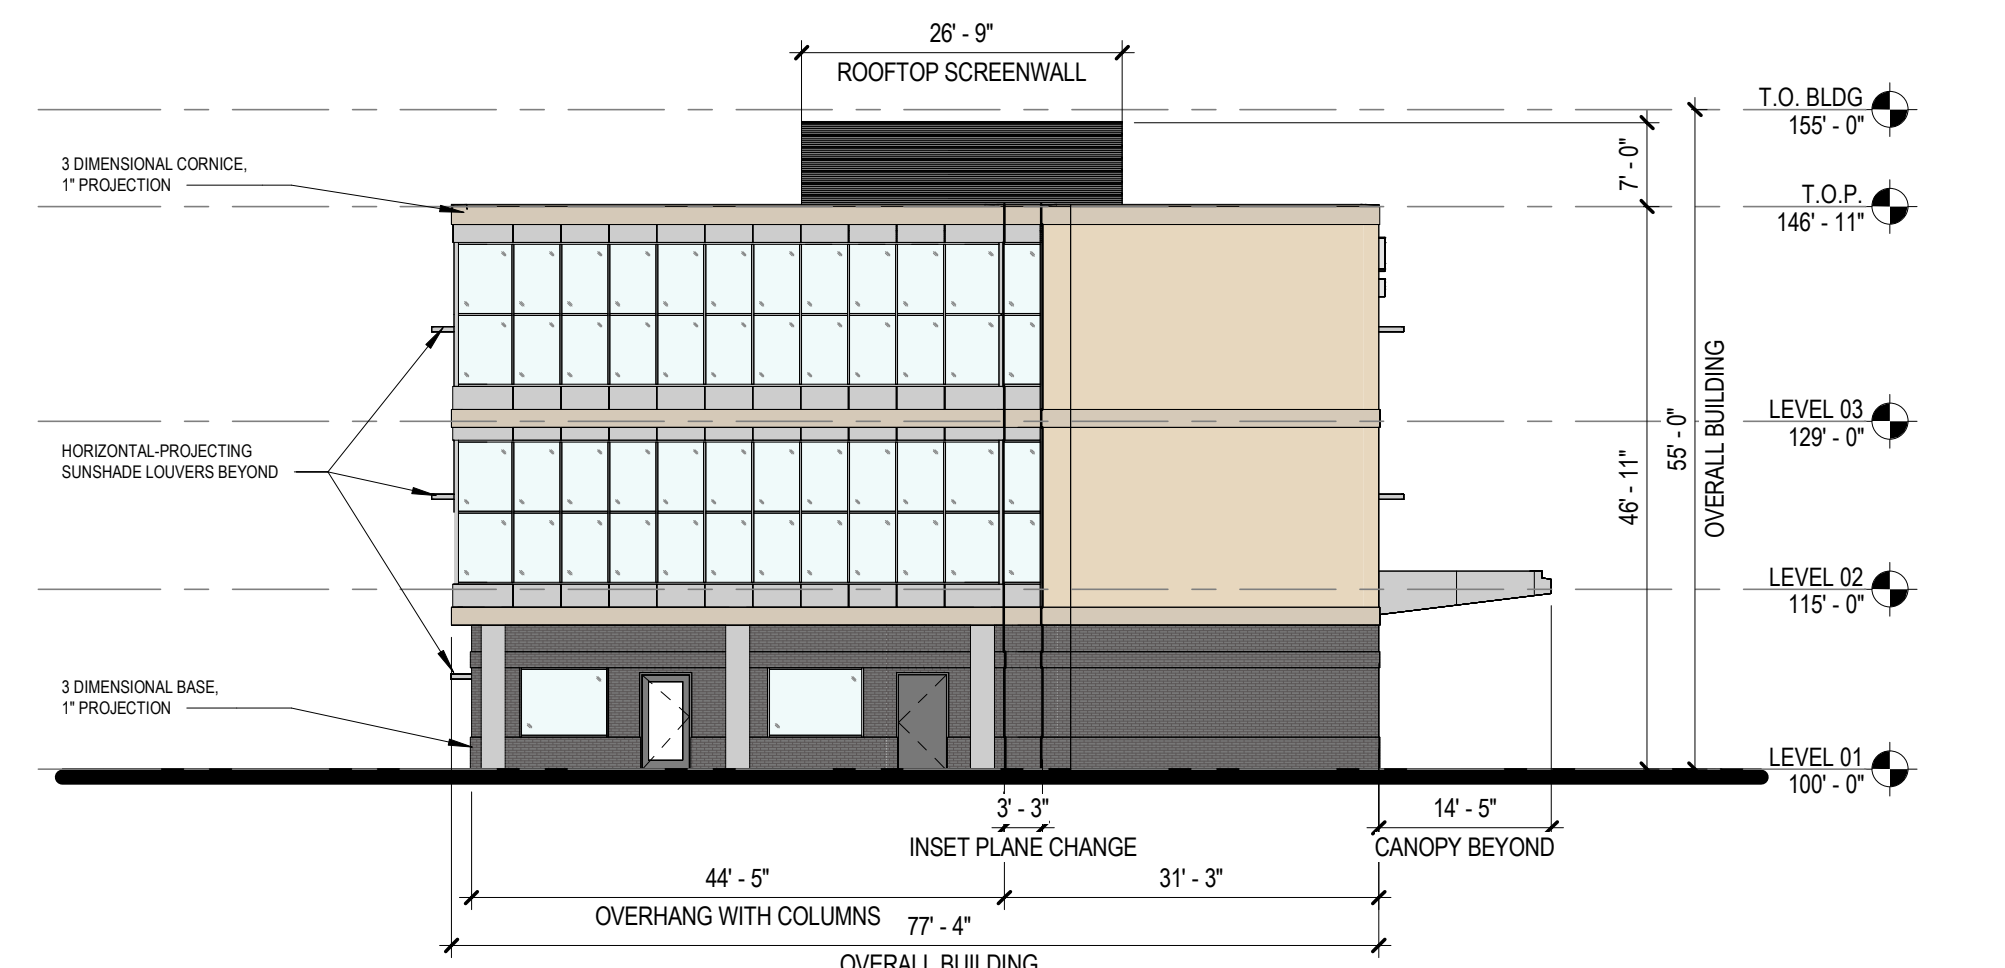 26' - 9"
ROOFTOP SCREENWALL
T.O. BLDG
155' - 0"
3 DIMENSIONAL CORNICE,
1" PROJECTION
7' - 0"
T.O.P.
146' - 11"
LEVEL 03
129' - 0"
HORIZONTAL-PROJECTING
SUNSHADE LOUVERS BEYOND
46' - 11"
55' - 0"
OVERALL BUILDING
LEVEL 02
115' - 0"
3 DIMENSIONAL BASE,
1" PROJECTION
LEVEL 01
100' - 0"
3' - 3"
INSET PLANE CHANGE
14' - 5"
CANOPY BEYOND
44' - 5"
OVERHANG WITH COLUMNS
31' - 3"
77' - 4"
OVERALL BUILDING